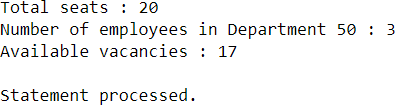 Total seats : 20
Number of employees in Department 50 : 3
Available vacancies : 17
Statement processed.